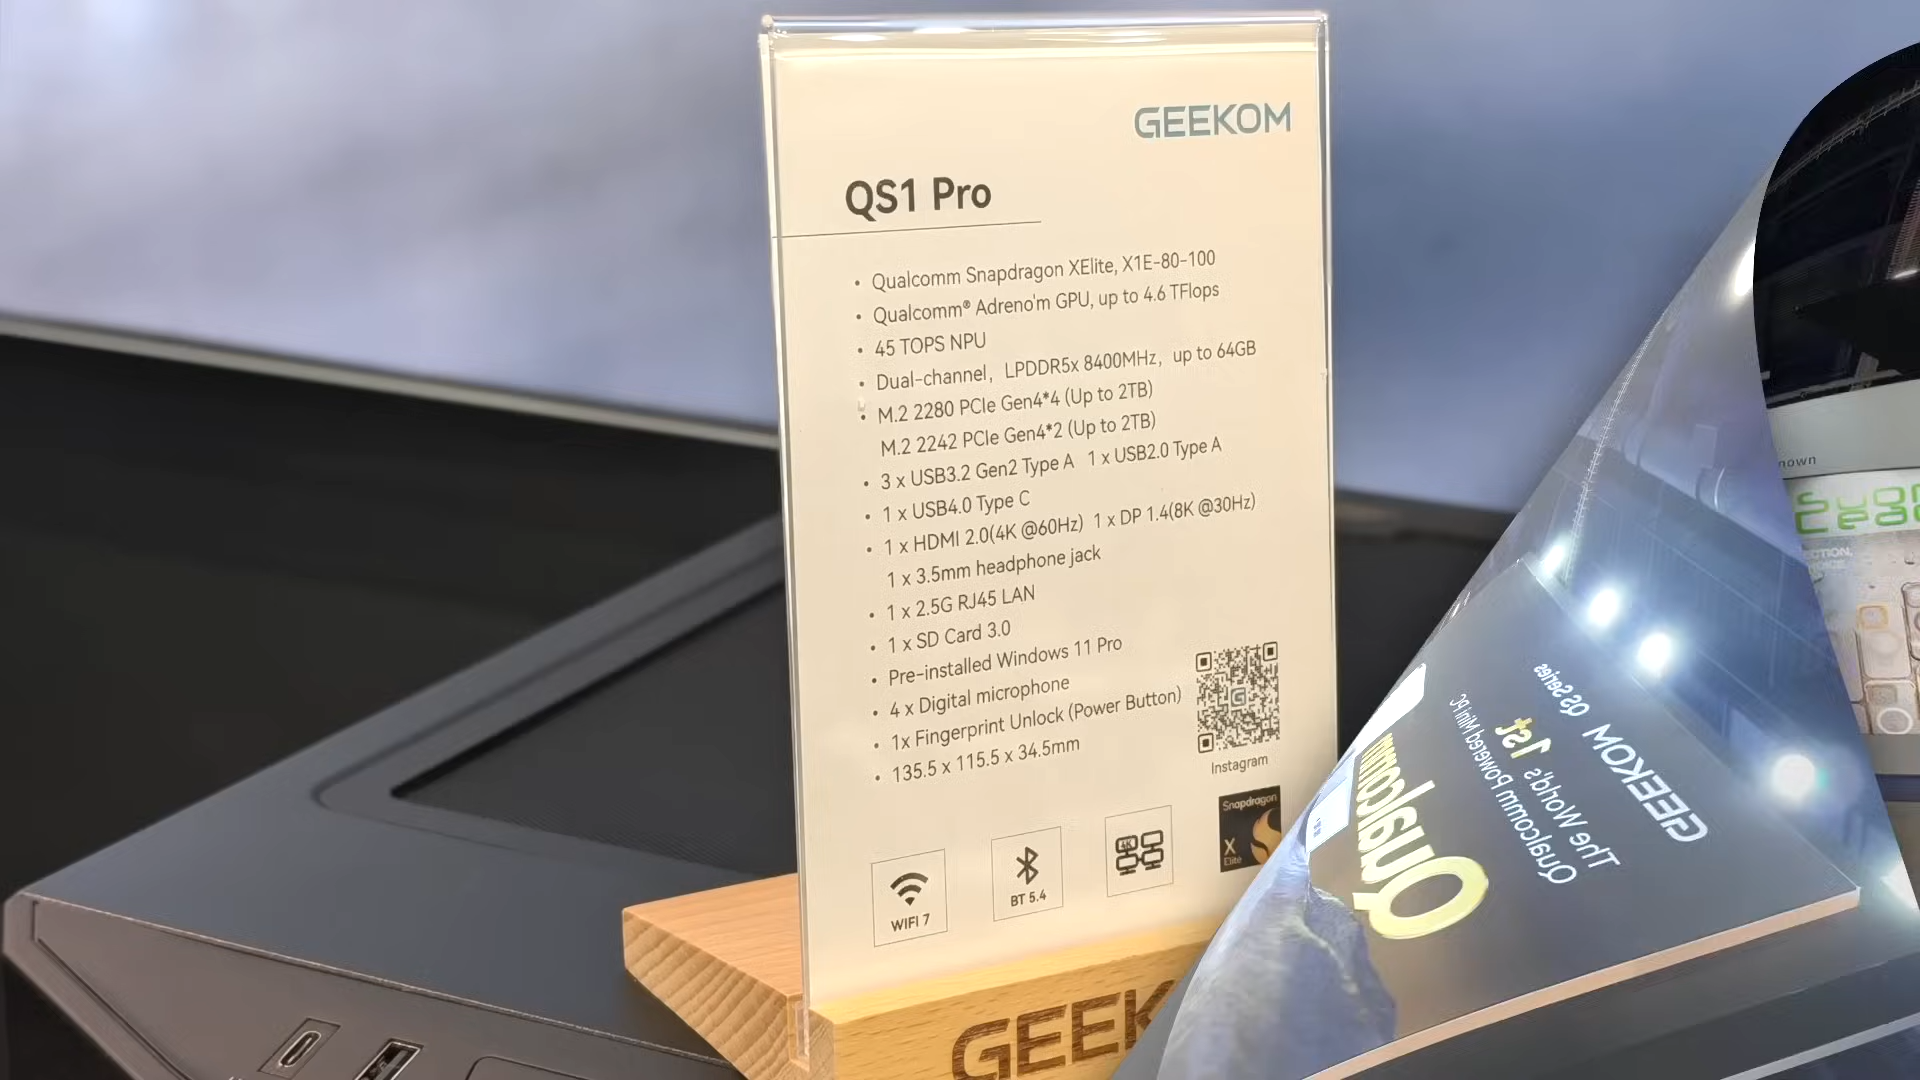 GEEKOM
QS1 Pro
• Qualcomm Snapdragon XElite, X1E-80-100
• Qualcomm® Adreno'm GPU, up to 4.6 TFlops
• 45 TOPS NPU
• Dual-channel, LPDDR5x 8400MHz, up to 64GB
• M.2 2280 PCIe Gen4*4 (Up to 2TB)
M.2 2242 PCIe Gen4*2 (Up to 2TB)
• 3 x USB3.2 Gen2 Type A 1 x USB2.0 Type A
• 1 x USB4.0 Type C
• 1 x HDMI 2.0(4K @60Hz) 1 x DP 1.4(8K @30Hz)
1 x 3.5mm headphone jack
• 1 x 2.5G RJ45 LAN
• 1 x SD Card 3.0
• Pre-installed Windows 11 Pro
• 4 x Digital microphone
• 1x Fingerprint Unlock (Power Button)
• 135.5 x 115.5 x 34.5mm
Instagram
WIFI 7
BT 5.4
4K
Snapdragon
X
Elite
GEEK
GEEKOM QS Series
The World's 1st
Qualcomm Powered Mini PC
Qualcomm